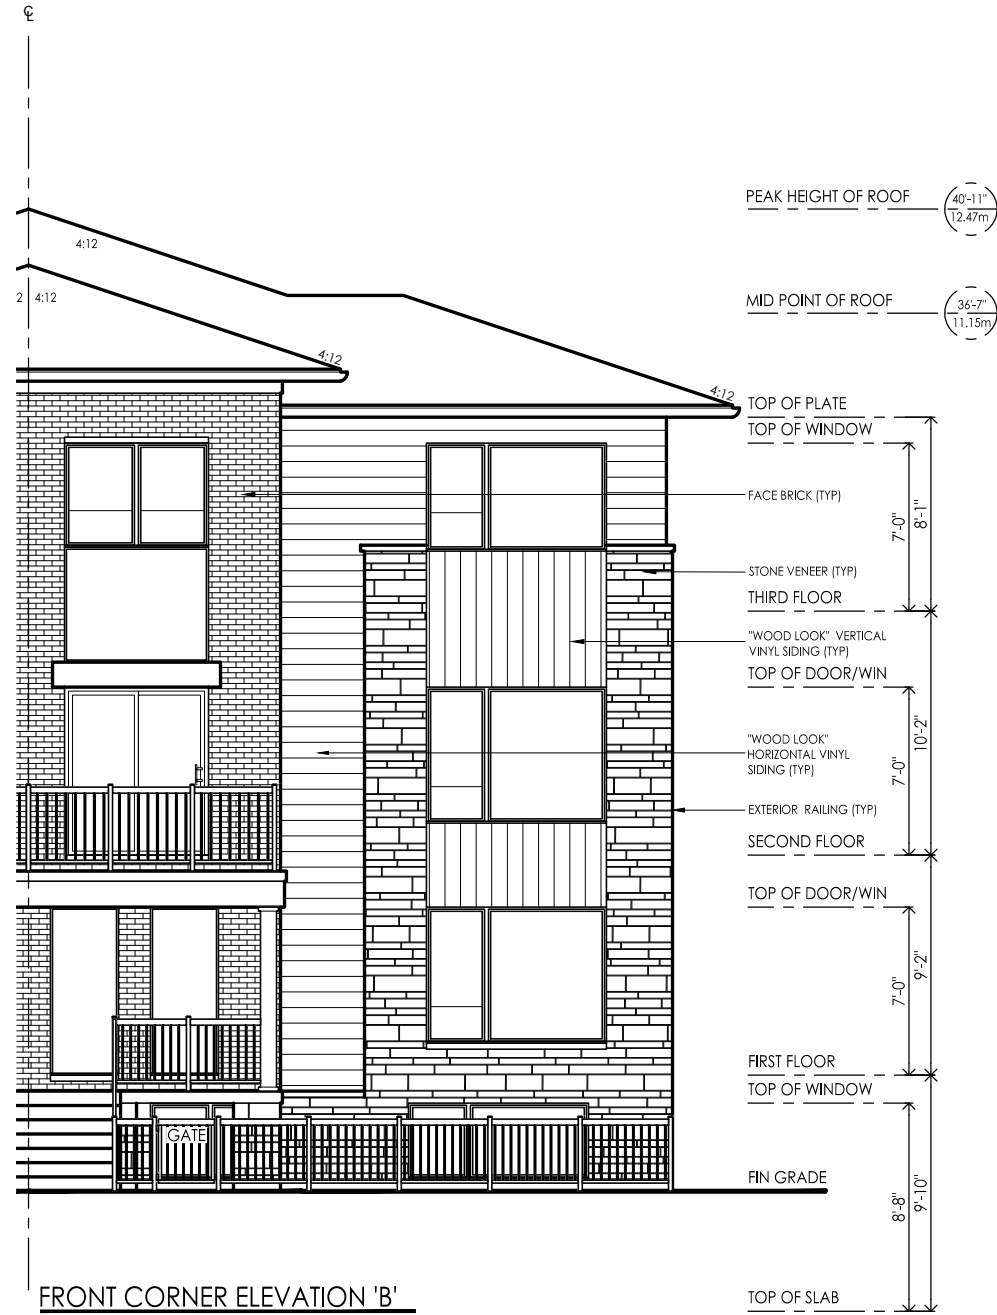 ℄
PEAK HEIGHT OF ROOF
40'-11"
12.47m
4:12
MID POINT OF ROOF
36'-7"
11.15m
2
4:12
4:12
4:12
TOP OF PLATE
TOP OF WINDOW
FACE BRICK (TYP)
7'-0"
8'-1"
STONE VENEER (TYP)
THIRD FLOOR
"WOOD LOOK" VERTICAL
VINYL SIDING (TYP)
TOP OF DOOR/WIN
"WOOD LOOK"
HORIZONTAL VINYL
SIDING (TYP)
7'-0"
10'-2"
EXTERIOR RAILING (TYP)
SECOND FLOOR
TOP OF DOOR/WIN
7'-0"
9'-2"
FIRST FLOOR
TOP OF WINDOW
GATE
FIN GRADE
8'-8"
9'-10"
TOP OF SLAB
FRONT CORNER ELEVATION 'B'